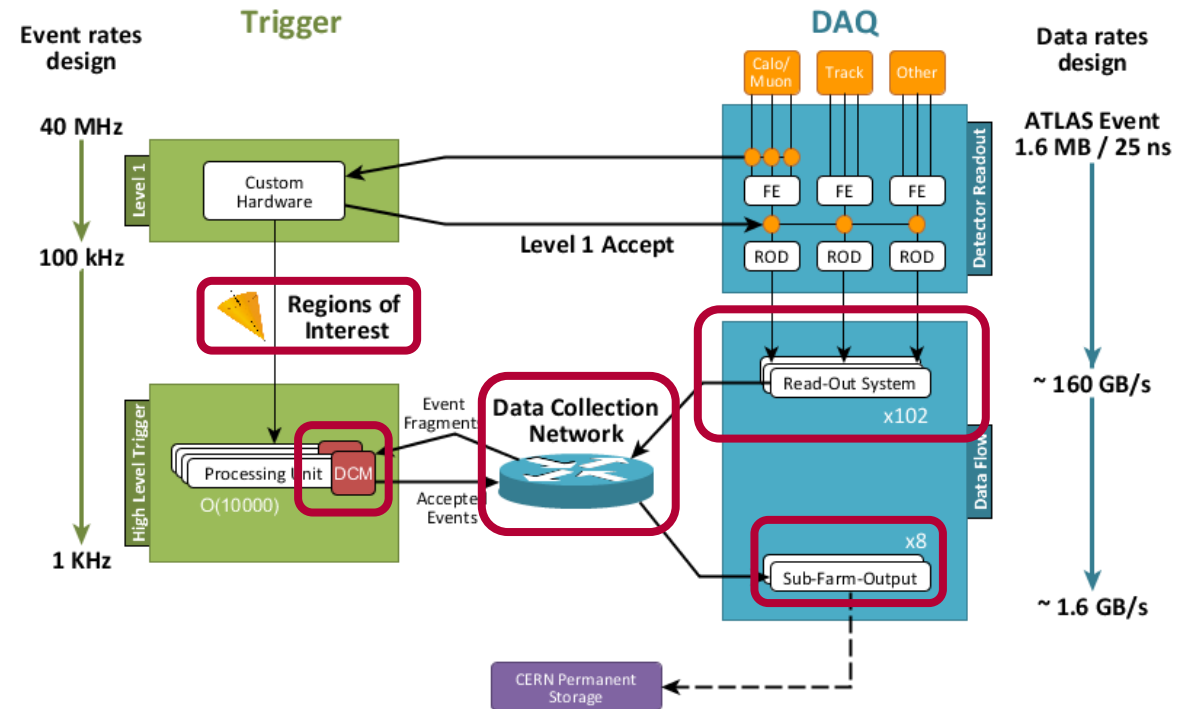 Trigger
DAQ
Event rates
design
Data rates
design
Calo/
Muon
Track
Other
40 MHz
ATLAS Event
1.6 MB / 25 ns
Level 1
Custom
Hardware
FE
FE
FE
Detector Readout
Level 1 Accept
100 kHz
ROD
ROD
ROD
Regions of
Interest
Read-Out System
x102
~ 160 GB/s
High Level Trigger
Event
Fragments
Data Collection
Network
Processing Unit
DCM
O(10000)
Accepted
Events
Data Flow
1 KHz
x8
Sub-Farm-Output
~ 1.6 GB/s
CERN Permanent
Storage